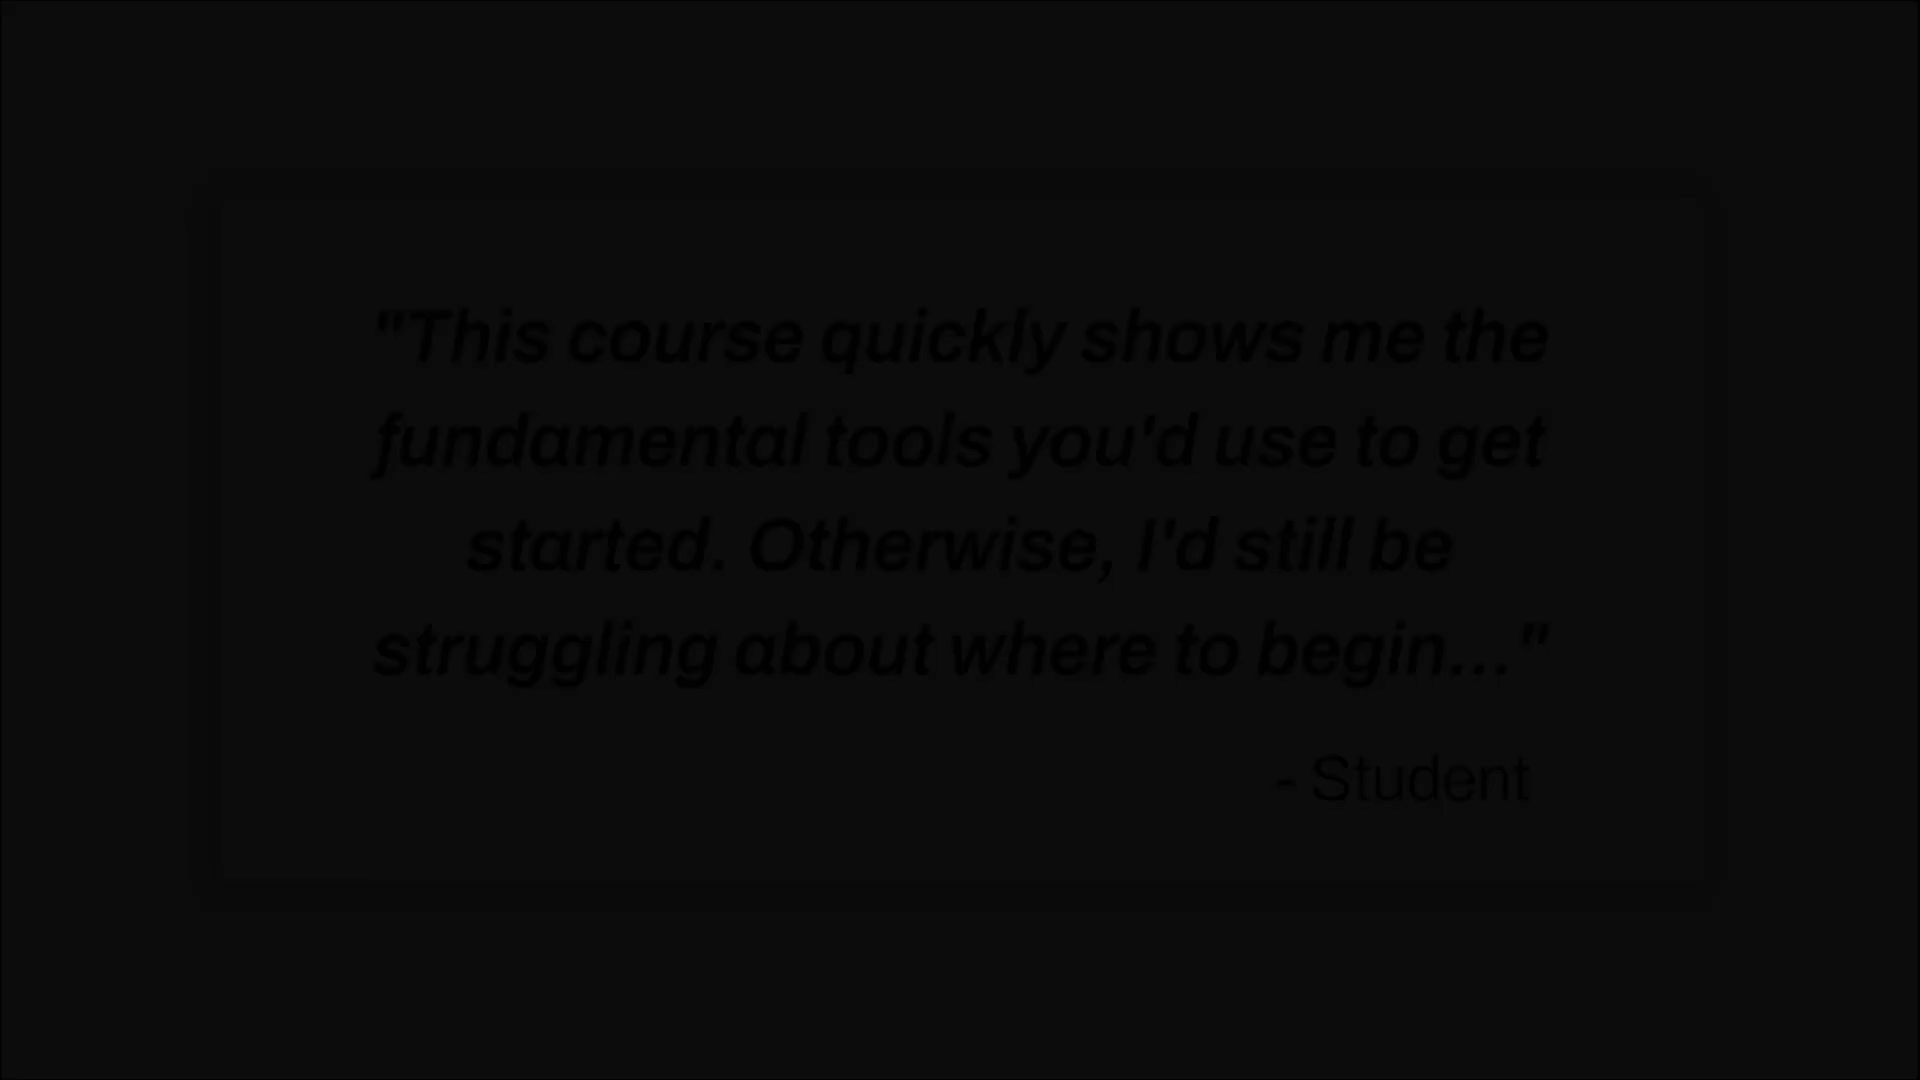 "This course quickly shows me the
fundamental tools you'd use to get
started. Otherwise, I'd still be
struggling about where to begin..."
- Student